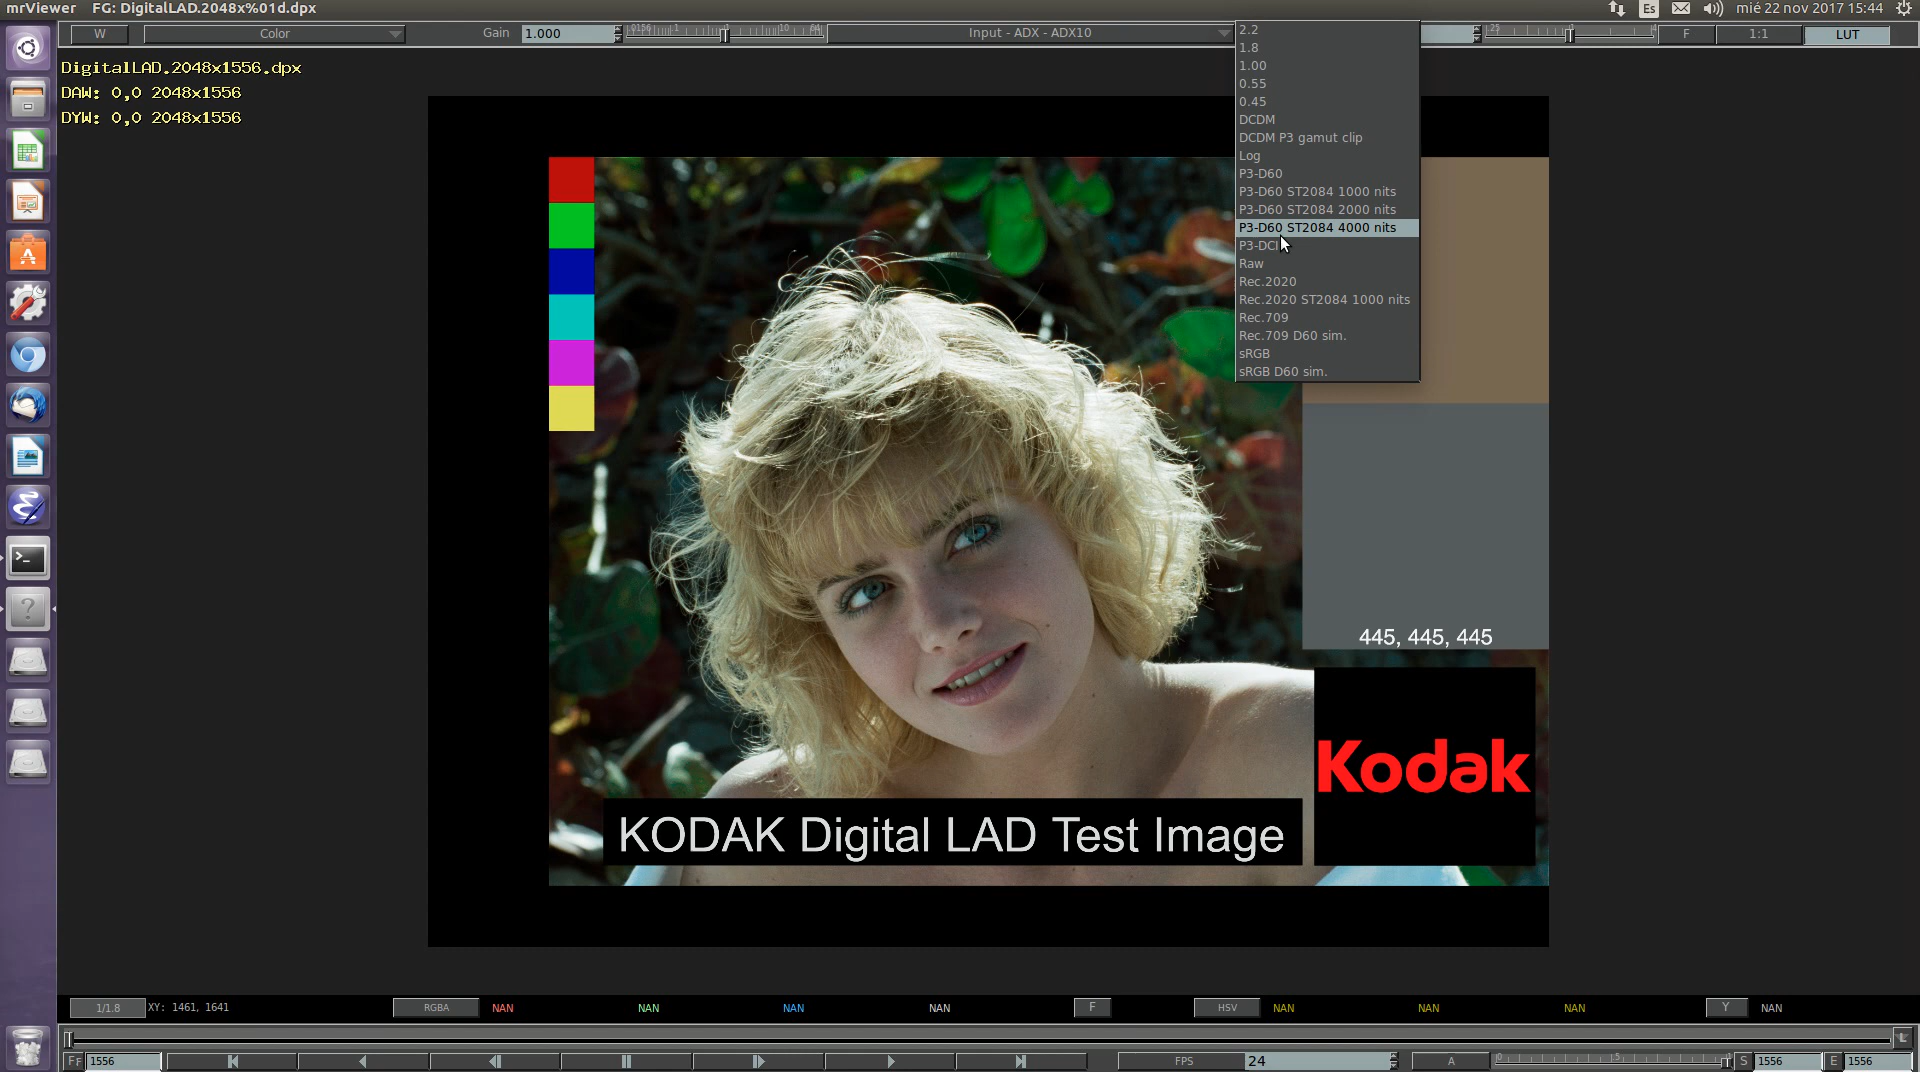 mrViewer FG: DigitalLAD.2048x%01d.dpx
Es mié 22 nov 2017 15:44
W Color Gain 1.000 Input - ADX - ADX10 F 1:1 LUT
DigitalLAD.2048x1556.dpx
DAW: 0,0 2048x1556
DYW: 0,0 2048x1556
2.2
1.8
1.00
0.55
0.45
DCDM
DCDM P3 gamut clip
Log
P3-D60
P3-D60 ST2084 1000 nits
P3-D60 ST2084 2000 nits
P3-D60 ST2084 4000 nits
P3-DCI
Raw
Rec.2020
Rec.2020 ST2084 1000 nits
Rec.709
Rec.709 D60 sim.
sRGB
sRGB D60 sim.
445, 445, 445
Kodak
KODAK Digital LAD Test Image
1/1.8 XY: 1461, 1641 RGBA NAN NAN NAN NAN F HSV NAN NAN NAN Y NAN
L
FF 1556 FPS 24 A S 1556 E 1556